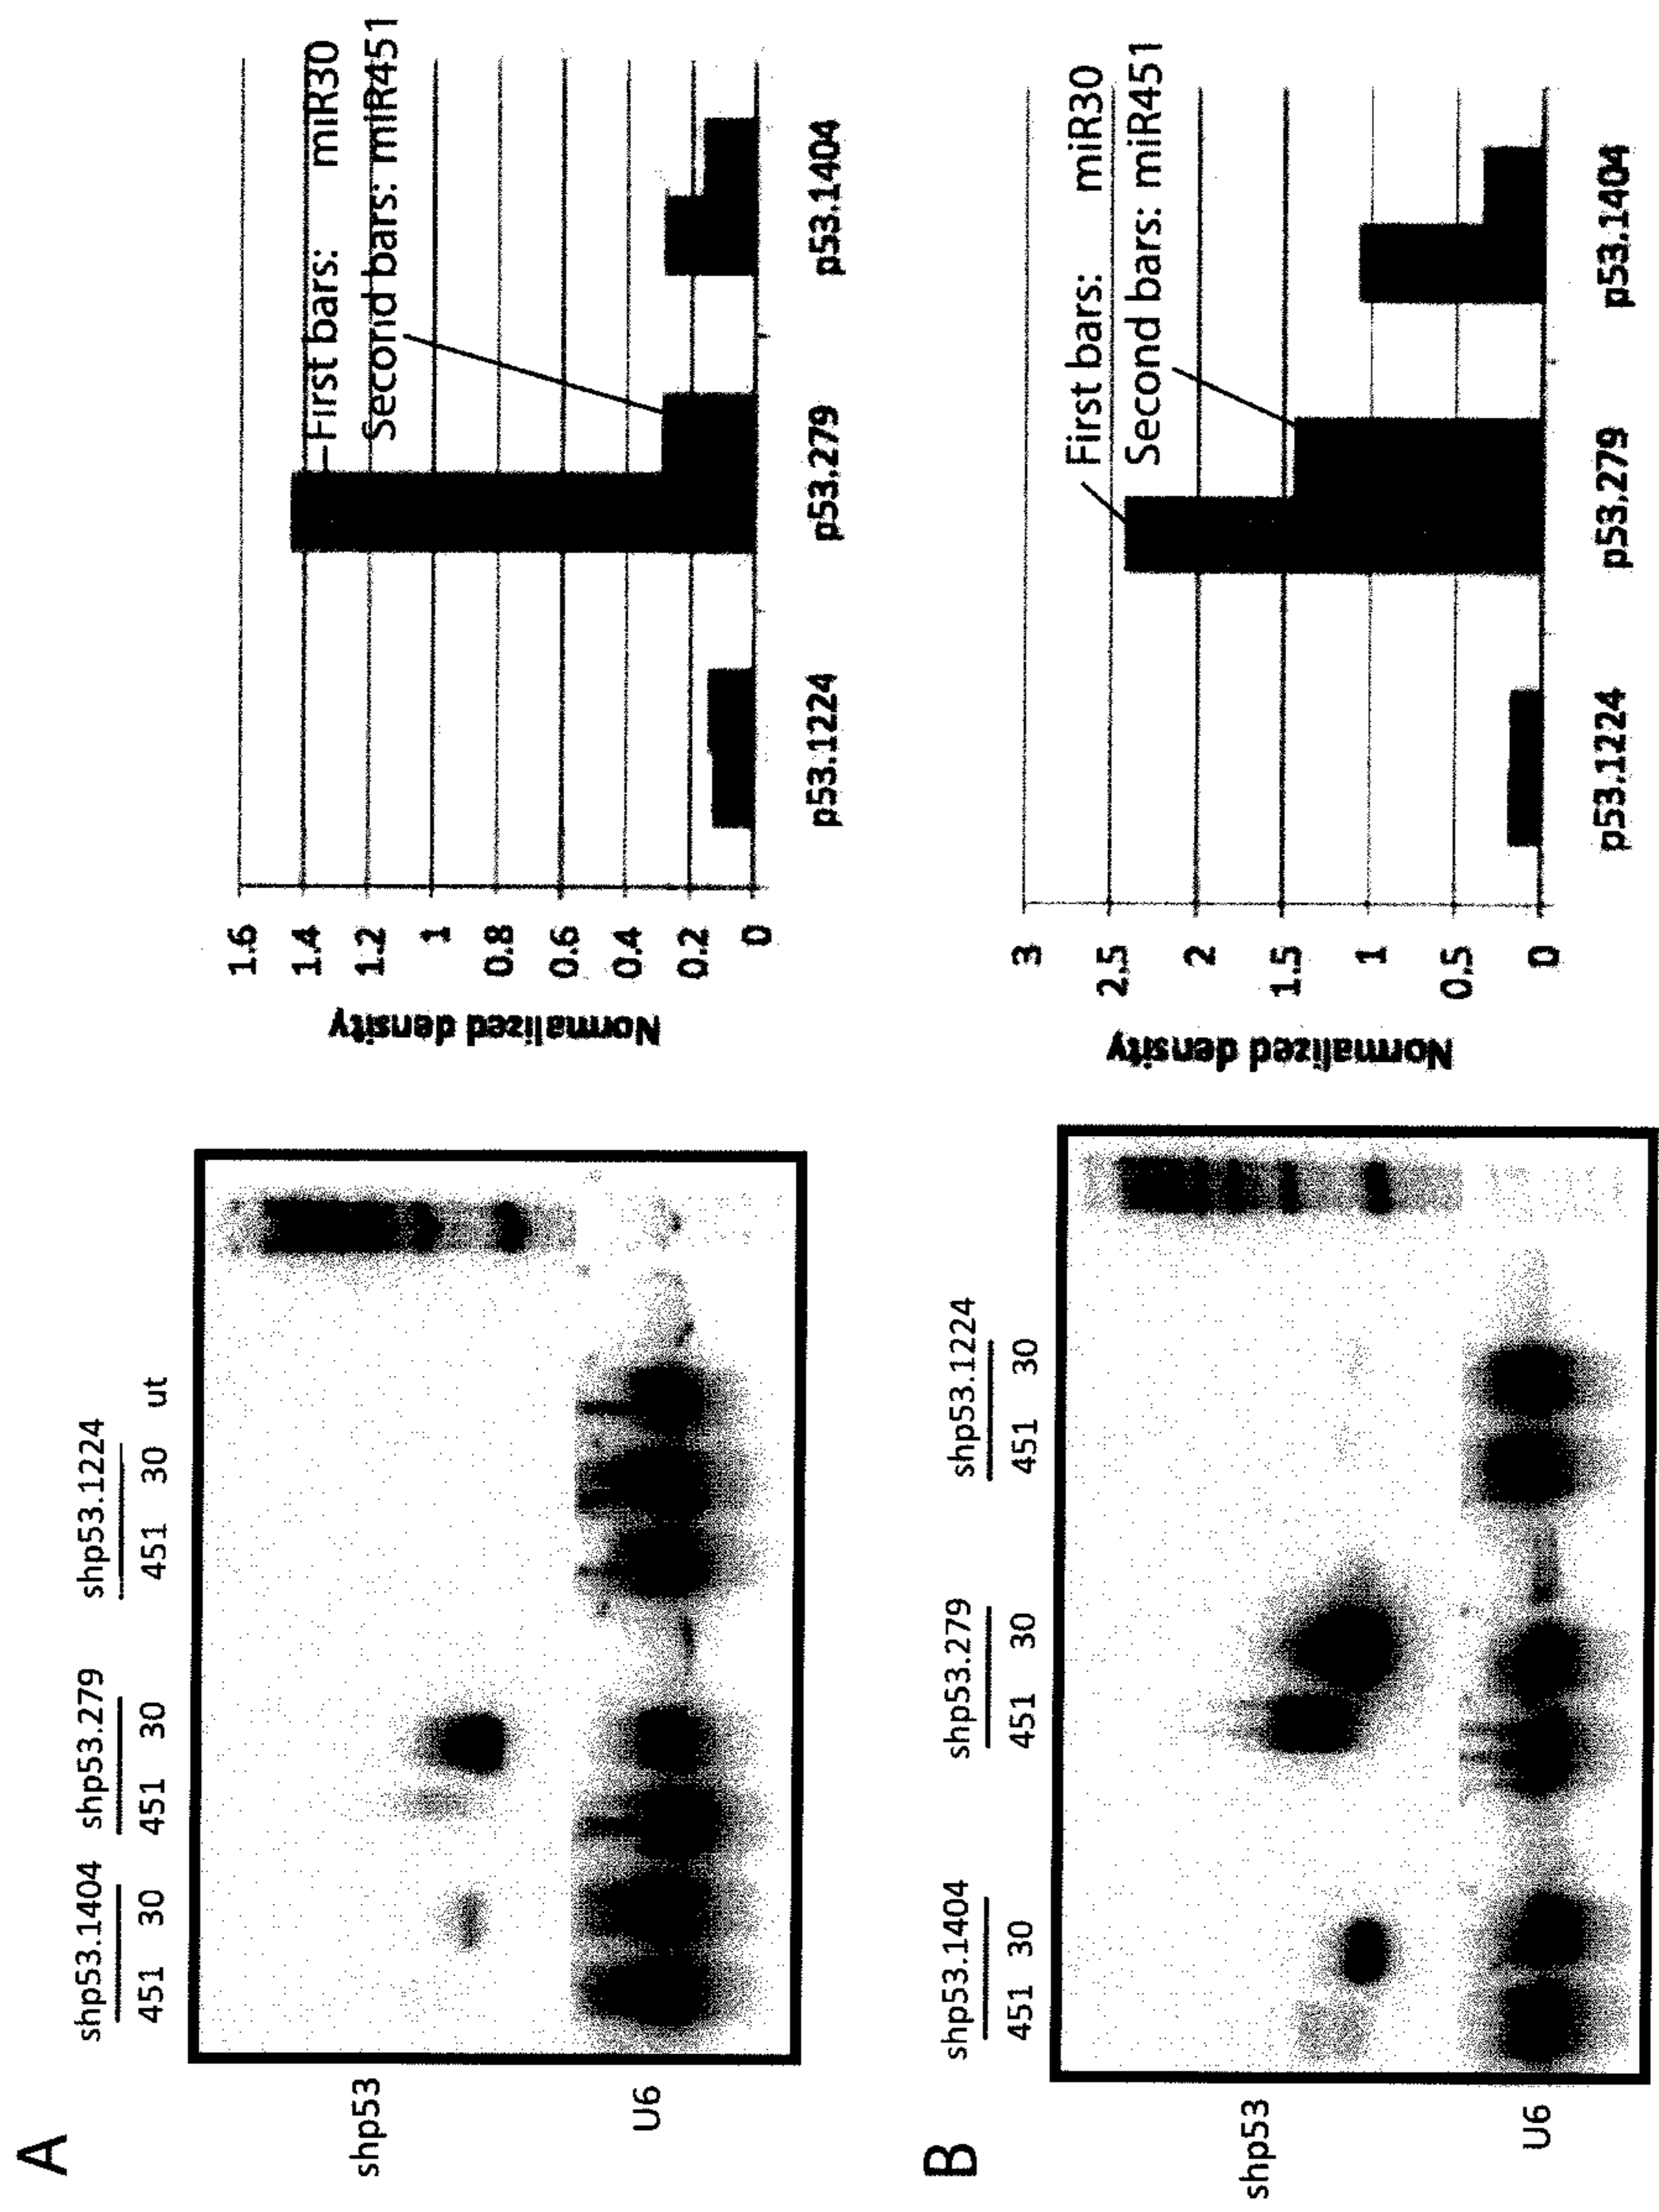 A
shp53.1404 shp53.279 shp53.1224
451 30 451 30 451 30 ut
shp53
U6
Normalized density
1.6
1.4
1.2
1
0.8
0.6
0.4
0.2
0
First bars: miR30
Second bars: miR451
p53.1224 p53.279 p53.1404
B
shp53.1404 shp53.279 shp53.1224
451 30 451 30 451 30
shp53
U6
Normalized density
3
2.5
2
1.5
1
0.5
0
First bars: miR30
Second bars: miR451
p53.1224 p53.279 p53.1404